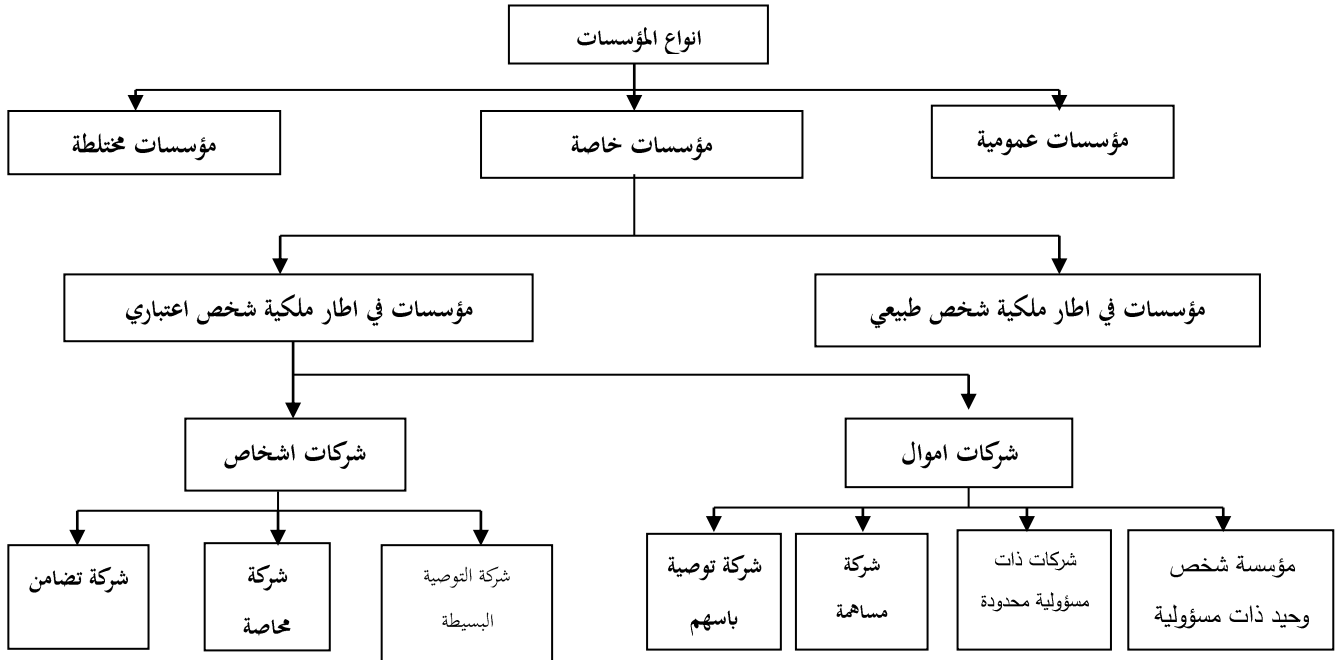 انواع المؤسسات
مؤسسات عمومية
مؤسسات خاصة
مؤسسات مختلطة
مؤسسات في اطار ملكية شخص طبيعي
مؤسسات في اطار ملكية شخص اعتباري
شركات اموال
شركات اشخاص
مؤسسة شخص
وحيد ذات مسؤولية
شركات ذات
مسؤولية محدودة
شركة
مساهمة
شركة توصية
باسهم
شركة التوصية
البسيطة
شركة
محاصة
شركة تضامن